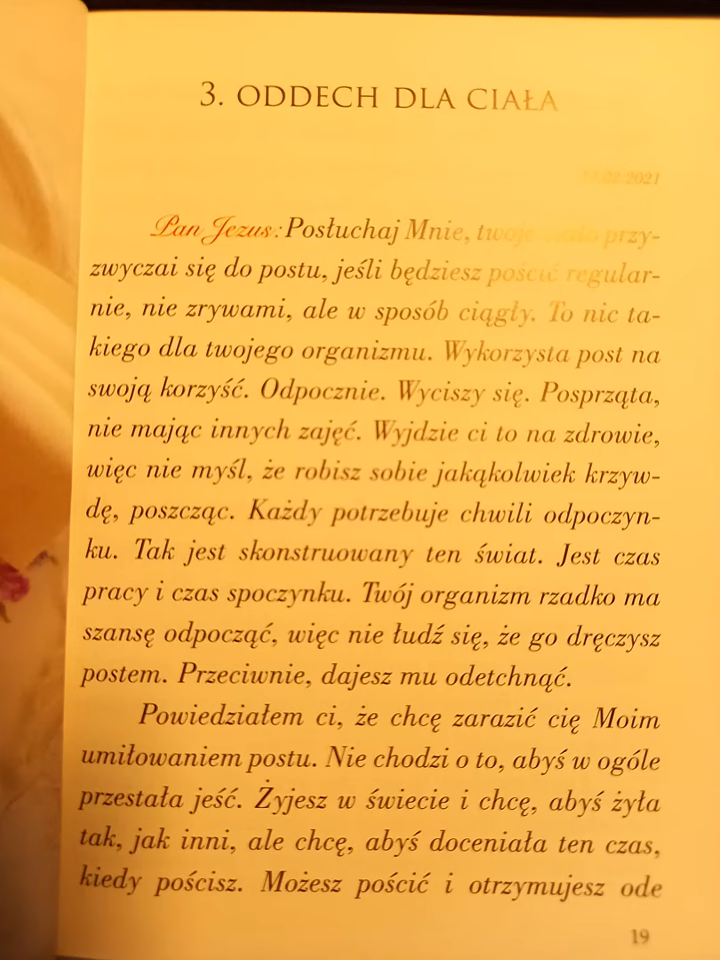 3. ODDECH DLA CIAŁA
2021
Pan Jezus: Posłuchaj Mnie, twoje ciało przy-
zwyczai się do postu, jeśli będziesz pościć regular-
nie, nie zrywami, ale w sposób ciągły. To nic ta-
kiego dla twojego organizmu. Wykorzysta post na
swoją korzyść. Odpocznie. Wyciszy się. Posprząta,
nie mając innych zajęć. Wyjdzie ci to na zdrowie,
więc nie myśl, że robisz sobie jakąkolwiek krzyw-
dę, poszcząc. Każdy potrzebuje chwili odpoczyn-
ku. Tak jest skonstruowany ten świat. Jest czas
pracy i czas spoczynku. Twój organizm rzadko ma
szansę odpocząć, więc nie łudź się, że go dręczysz
postem. Przeciwnie, dajesz mu odetchnąć.
Powiedziałem ci, że chcę zarazić cię Moim
umiłowaniem postu. Nie chodzi o to, abyś w ogóle
przestała jeść. Żyjesz w świecie i chcę, abyś żyła
tak, jak inni, ale chcę, abyś doceniała ten czas,
kiedy pościsz. Możesz pościć i otrzymujesz ode
19